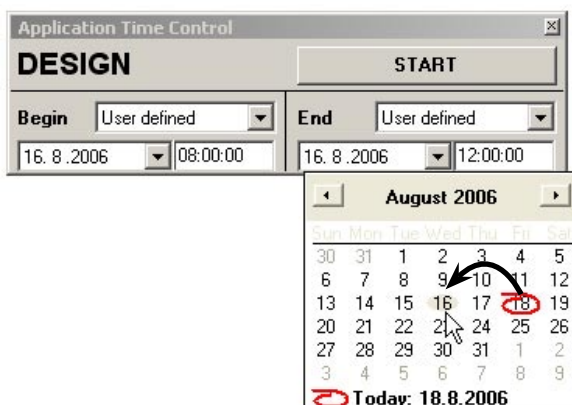 Application Time Control
DESIGN START
Begin User defined End User defined
16. 8 .2006 08:00:00 16. 8 .2006 12:00:00
August 2006
Sun Mon Tue Wed Thu Fri Sat
30 31 1 2 3 4 5
6 7 8 9 10 11 12
13 14 15 16 17 18 19
20 21 22 23 24 25 26
27 28 29 30 31 1 2
3 4 5 6 7 8 9
Today: 18.8.2006